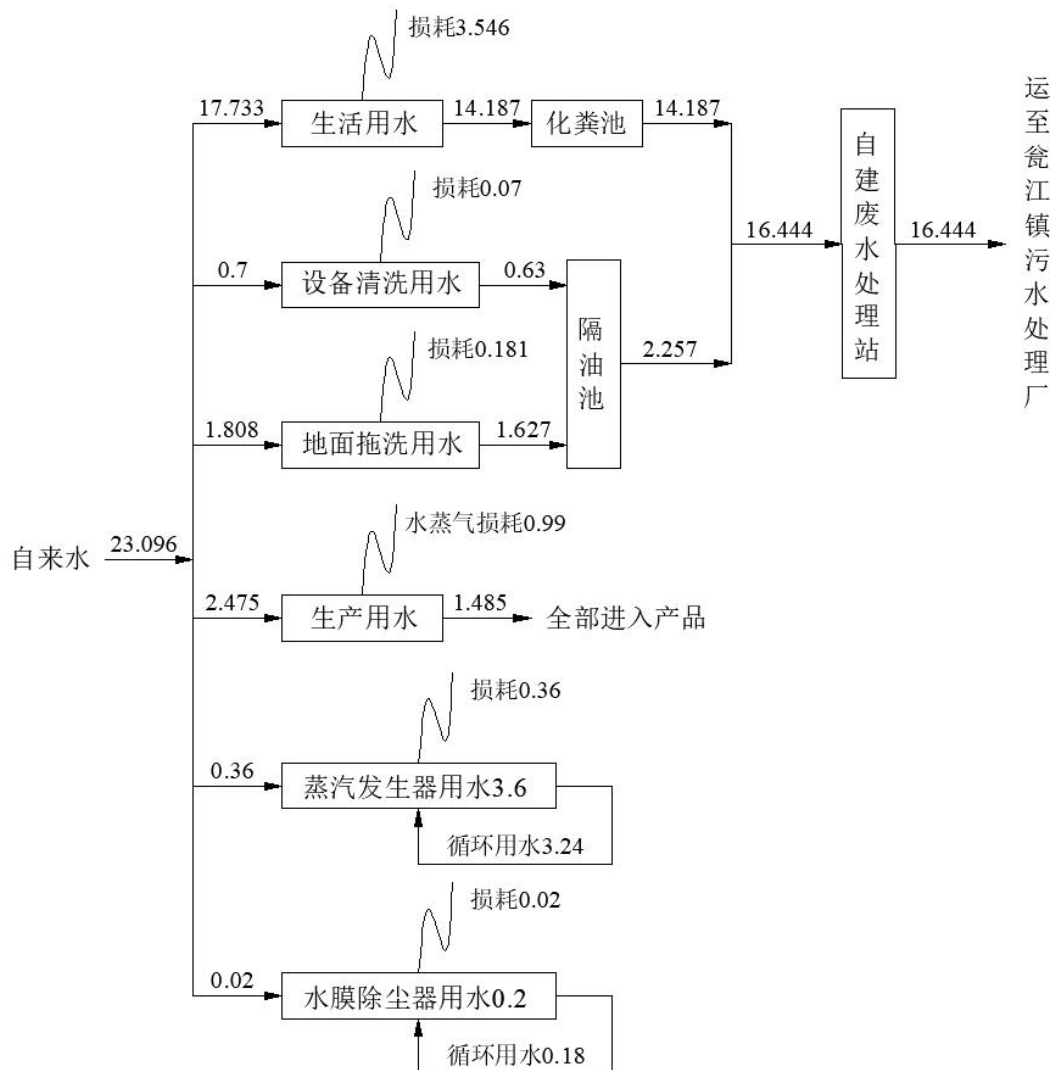 损耗3.546
17.733
生活用水
14.187
化粪池
14.187
损耗0.07
0.7
设备清洗用水
0.63
损耗0.181
1.808
地面拖洗用水
1.627
隔油池
2.257
16.444
自建废水处理站
16.444
运至瓮江镇污水处理厂
自来水
23.096
水蒸气损耗0.99
2.475
生产用水
1.485
全部进入产品
损耗0.36
0.36
蒸汽发生器用水3.6
循环用水3.24
损耗0.02
0.02
水膜除尘器用水0.2
循环用水0.18